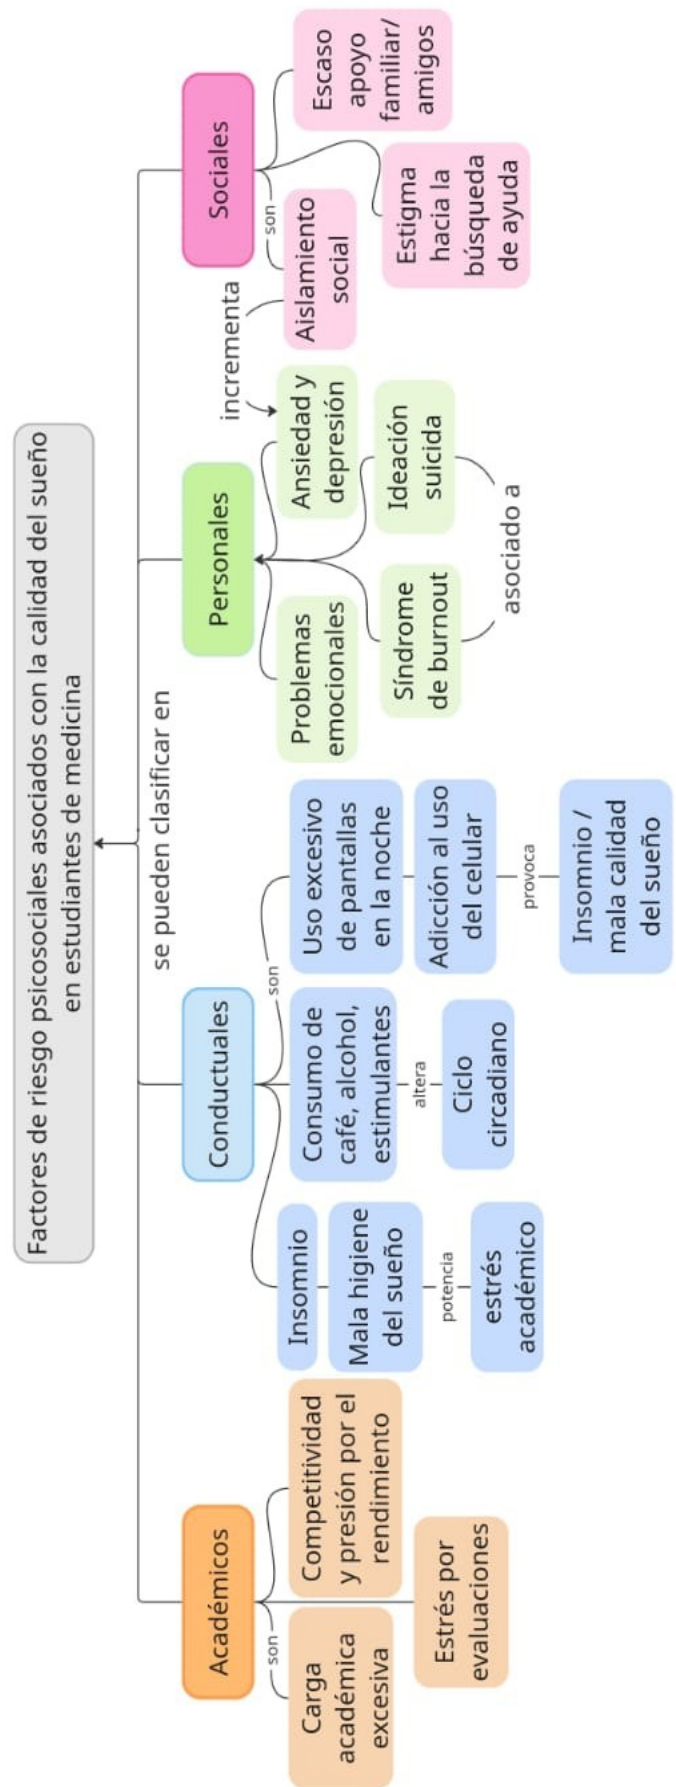 Factores de riesgo psicosociales asociados con la calidad del sueño
en estudiantes de medicina
se pueden clasificar en
Académicos
son
Carga
académica
excesiva
Competitividad
y presión por el
rendimiento
Estrés por
evaluaciones
Conductuales
son
Insomnio
Mala higiene
del sueño
potencia
estrés
académico
Consumo de
café, alcohol,
estimulantes
altera
Ciclo
circadiano
Uso excesivo
de pantallas
en la noche
Adicción al uso
del celular
provoca
Insomnio /
mala calidad
del sueño
Personales
Problemas
emocionales
Síndrome
de burnout
Ansiedad y
depresión
Ideación
suicida
asociado a
incrementa
Sociales
son
Aislamiento
social
Estigma
hacia la
búsqueda
de ayuda
Escaso
apoyo
familiar/
amigos